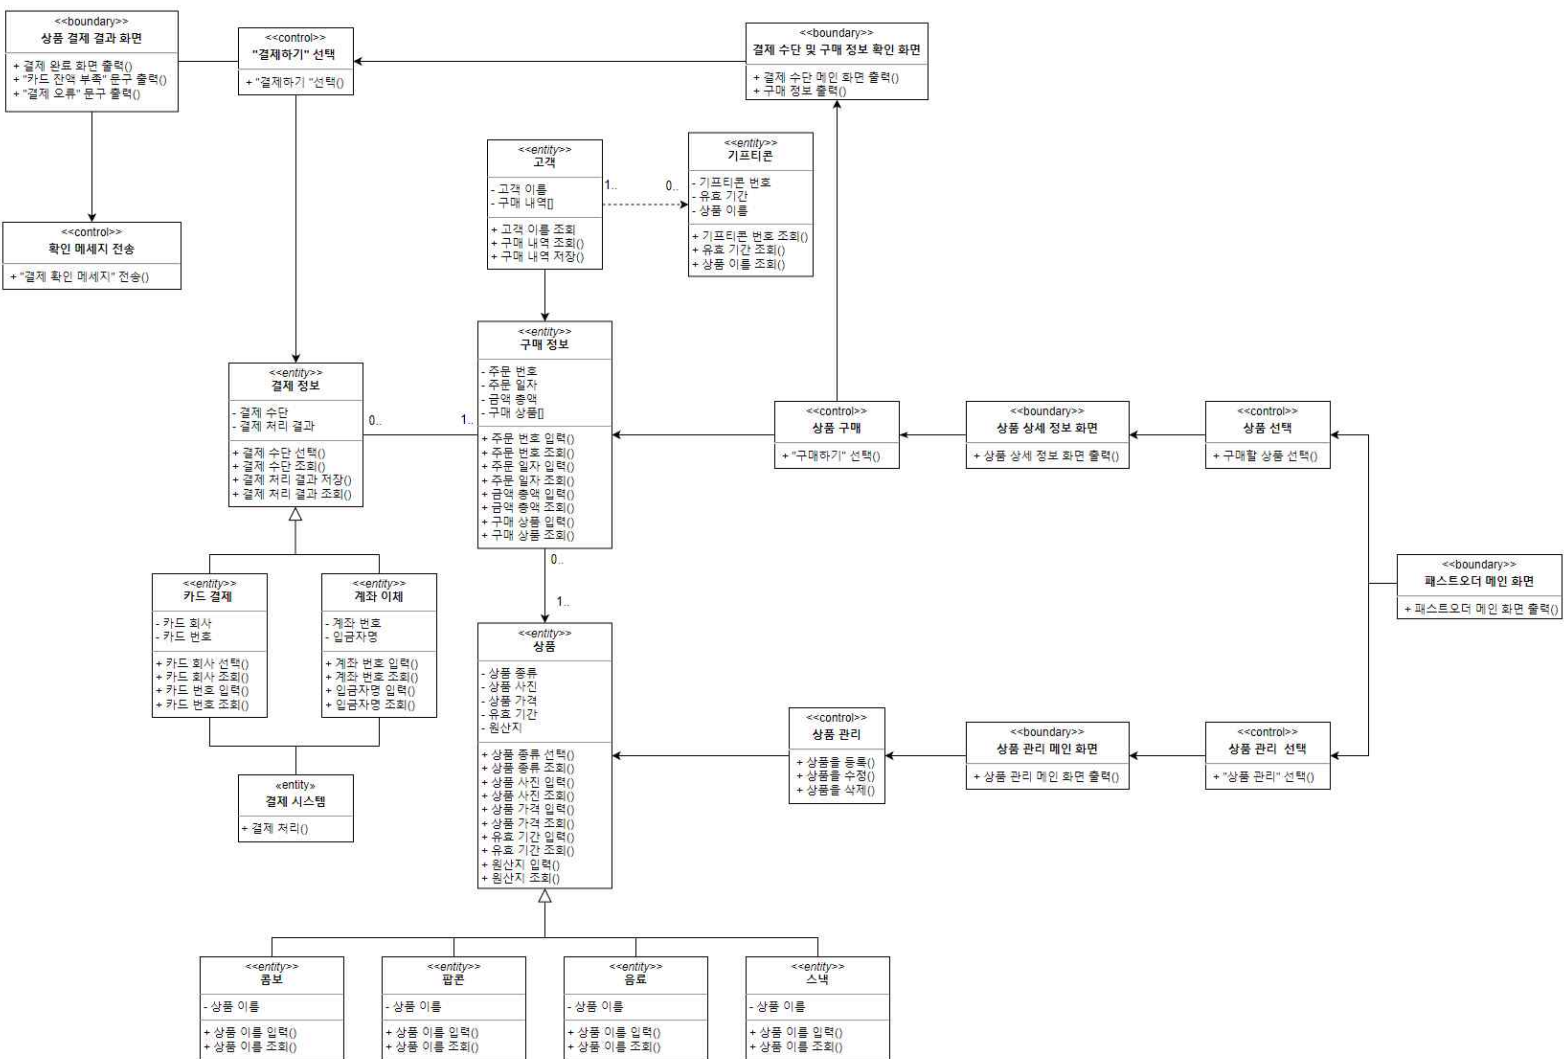 <<boundary>>
상품 결제 결과 화면
+ 결제 완료 화면 출력()
+ "카드 잔액 부족" 문구 출력()
+ "결제 오류" 문구 출력()
<<control>>
"결제하기" 선택
+ "결제하기 "선택()
<<boundary>>
결제 수단 및 구매 정보 확인 화면
+ 결제 수단 메인 화면 출력()
+ 구매 정보 출력()
<<entity>>
고객
- 고객 이름
- 구매 내역[]
+ 고객 이름 조회
+ 구매 내역 조회()
+ 구매 내역 저장()
1..
0..
<<entity>>
기프티콘
- 기프티콘 번호
- 유효 기간
- 상품 이름
+ 기프티콘 번호 조회()
+ 유효 기간 조회()
+ 상품 이름 조회()
<<control>>
확인 메세지 전송
+ "결제 확인 메세지" 전송()
<<entity>>
결제 정보
- 결제 수단
- 결제 처리 결과
+ 결제 수단 선택()
+ 결제 수단 조회()
+ 결제 처리 결과 저장()
+ 결제 처리 결과 조회()
0..
1..
<<entity>>
구매 정보
- 주문 번호
- 주문 일자
- 금액 총액
- 구매 상품[]
+ 주문 번호 입력()
+ 주문 번호 조회()
+ 주문 일자 입력()
+ 주문 일자 조회()
+ 금액 총액 입력()
+ 금액 총액 조회()
+ 구매 상품 입력()
+ 구매 상품 조회()
<<control>>
상품 구매
+ "구매하기" 선택()
<<boundary>>
상품 상세 정보 화면
+ 상품 상세 정보 화면 출력()
<<control>>
상품 선택
+ 구매할 상품 선택()
<<boundary>>
패스트오더 메인 화면
+ 패스트오더 메인 화면 출력()
<<entity>>
카드 결제
- 카드 회사
- 카드 번호
+ 카드 회사 선택()
+ 카드 회사 조회()
+ 카드 번호 입력()
+ 카드 번호 조회()
<<entity>>
계좌 이체
- 계좌 번호
- 입금자명
+ 계좌 번호 입력()
+ 계좌 번호 조회()
+ 입금자명 입력()
+ 입금자명 조회()
0..
1..
<<entity>>
상품
- 상품 종류
- 상품 사진
- 상품 가격
- 유효 기간
- 원산지
+ 상품 종류 선택()
+ 상품 종류 조회()
+ 상품 사진 입력()
+ 상품 사진 조회()
+ 상품 가격 입력()
+ 상품 가격 조회()
+ 유효 기간 입력()
+ 유효 기간 조회()
+ 원산지 입력()
+ 원산지 조회()
<<control>>
상품 관리
+ 상품을 등록()
+ 상품을 수정()
+ 상품을 삭제()
<<boundary>>
상품 관리 메인 화면
+ 상품 관리 메인 화면 출력()
<<control>>
상품 관리 선택
+ "상품 관리" 선택()
«entity»
결제 시스템
+ 결제 처리()
<<entity>>
콤보
- 상품 이름
+ 상품 이름 입력()
+ 상품 이름 조회()
<<entity>>
팝콘
- 상품 이름
+ 상품 이름 입력()
+ 상품 이름 조회()
<<entity>>
음료
- 상품 이름
+ 상품 이름 입력()
+ 상품 이름 조회()
<<entity>>
스낵
- 상품 이름
+ 상품 이름 입력()
+ 상품 이름 조회()